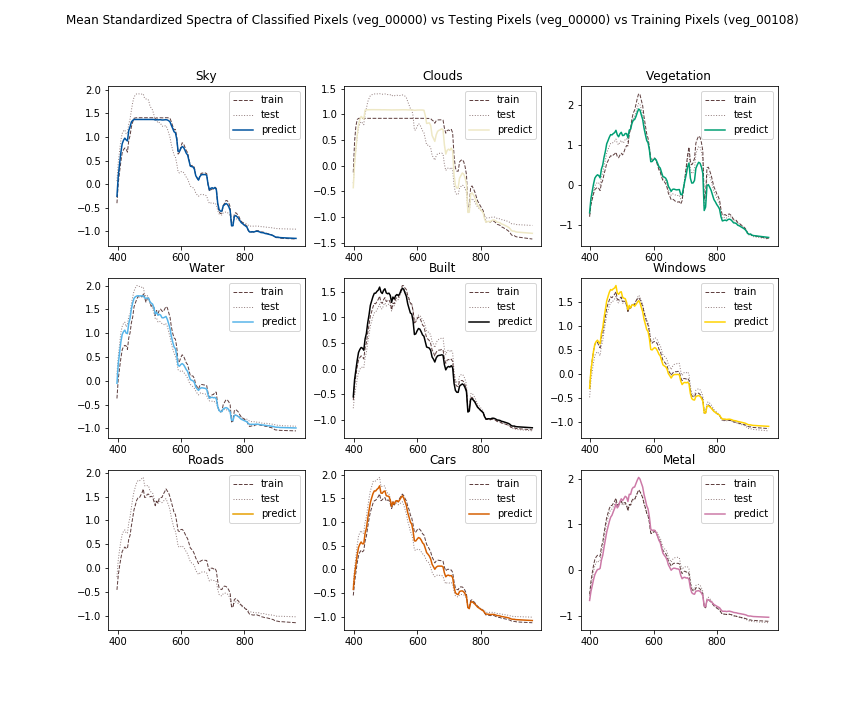 Mean Standardized Spectra of Classified Pixels (veg_00000) vs Testing Pixels (veg_00000) vs Training Pixels (veg_00108)
Sky
2.0
1.5
1.0
0.5
0.0
−0.5
−1.0
400
600
800
train
test
predict
Clouds
1.5
1.0
0.5
0.0
−0.5
−1.0
−1.5
400
600
800
train
test
predict
Vegetation
2
1
0
−1
400
600
800
train
test
predict
Water
2.0
1.5
1.0
0.5
0.0
−0.5
−1.0
400
600
800
train
test
predict
Built
1.5
1.0
0.5
0.0
−0.5
−1.0
400
600
800
train
test
predict
Windows
1.5
1.0
0.5
0.0
−0.5
−1.0
400
600
800
train
test
predict
Roads
2.0
1.5
1.0
0.5
0.0
−0.5
−1.0
400
600
800
train
test
predict
Cars
2.0
1.5
1.0
0.5
0.0
−0.5
−1.0
400
600
800
train
test
predict
Metal
2
1
0
−1
400
600
800
train
test
predict